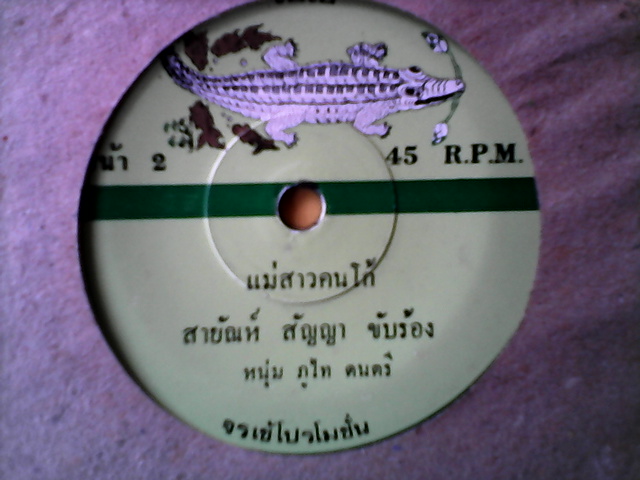 น้า 2
45 R.P.M.
แม่สาวคนโก้
สายัณห์ สัญญา ขับร้อง
หนุ่ม ภูไท ดนตรี
จรเข้โปรโมชั่น